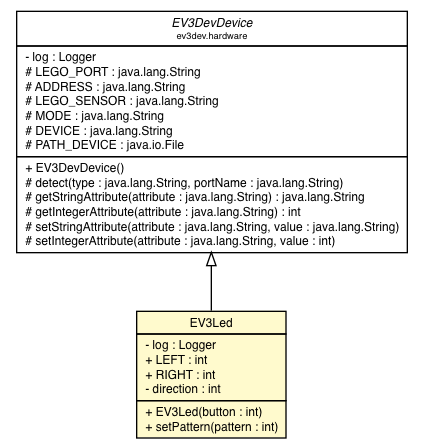 EV3DevDevice
ev3dev.hardware
- log : Logger
# LEGO_PORT : java.lang.String
# ADDRESS : java.lang.String
# LEGO_SENSOR : java.lang.String
# MODE : java.lang.String
# DEVICE : java.lang.String
# PATH_DEVICE : java.io.File
+ EV3DevDevice()
# detect(type : java.lang.String, portName : java.lang.String)
# getStringAttribute(attribute : java.lang.String) : java.lang.String
# getIntegerAttribute(attribute : java.lang.String) : int
# setStringAttribute(attribute : java.lang.String, value : java.lang.String)
# setIntegerAttribute(attribute : java.lang.String, value : int)
EV3Led
- log : Logger
+ LEFT : int
+ RIGHT : int
- direction : int
+ EV3Led(button : int)
+ setPattern(pattern : int)